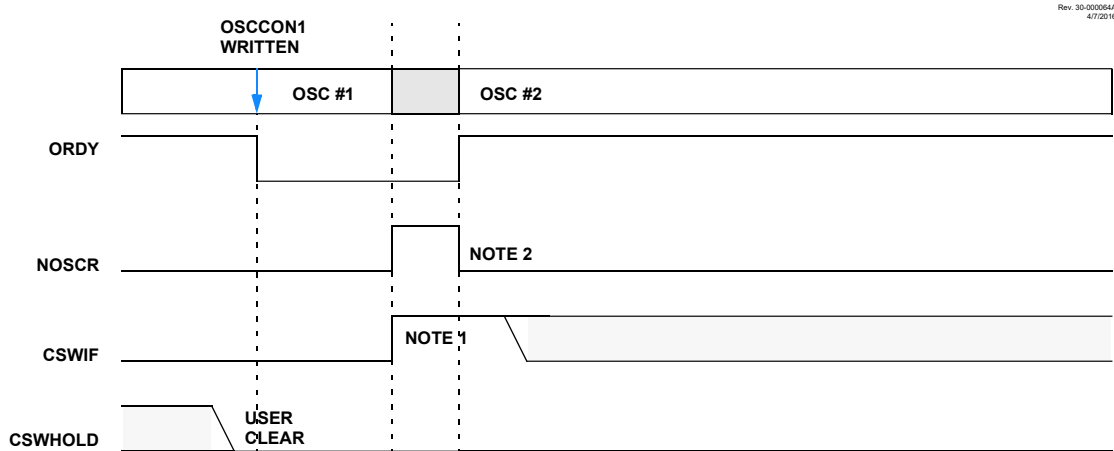 Rev. 30-000064A
4/7/2016
OSCCON1
WRITTEN
OSC #1
OSC #2
ORDY
NOSCR
NOTE 2
CSWIF
NOTE 1
CSWHOLD
USER
CLEAR